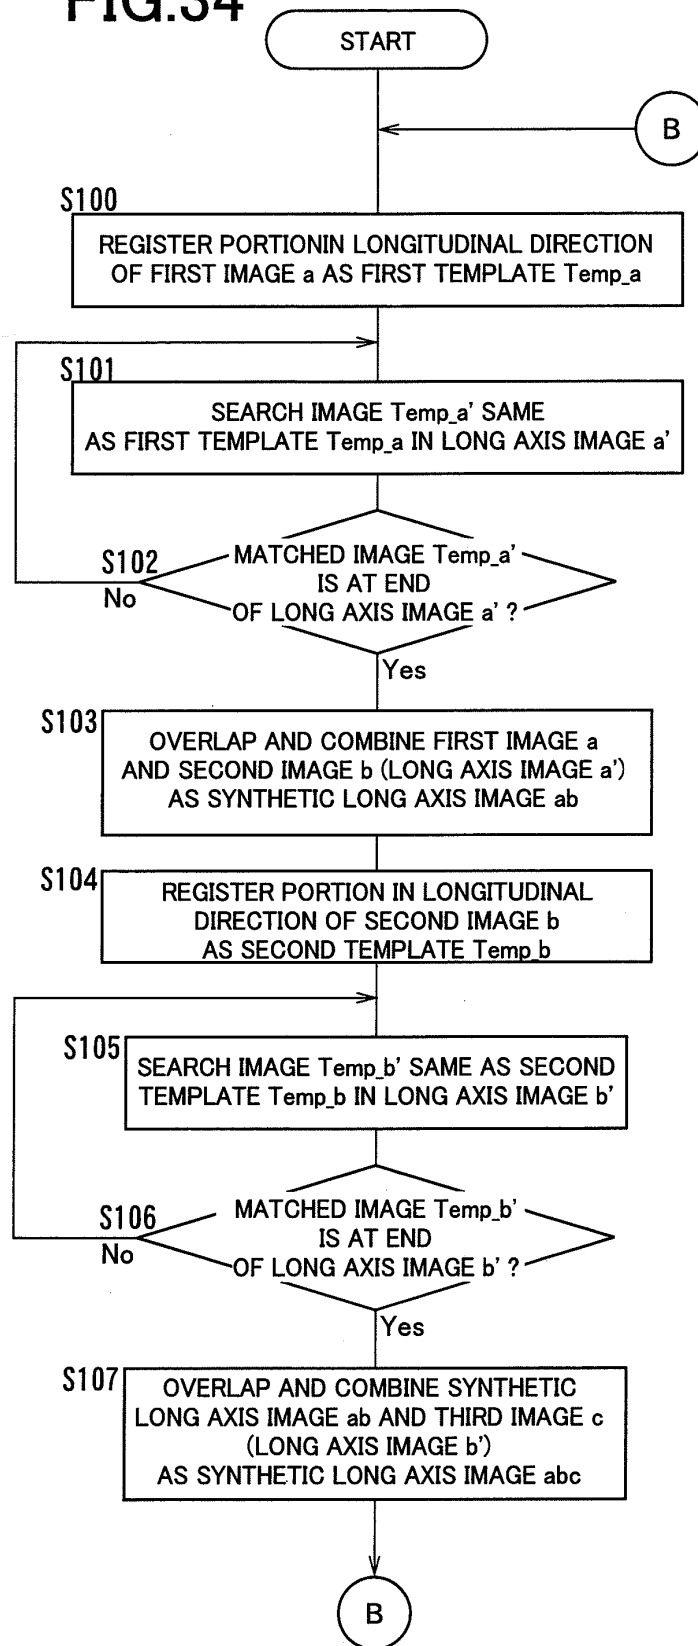 FIG.34
START
B
S100
REGISTER PORTIONIN LONGITUDINAL DIRECTION
OF FIRST IMAGE a AS FIRST TEMPLATE Temp_a
S101
SEARCH IMAGE Temp_a' SAME
AS FIRST TEMPLATE Temp_a IN LONG AXIS IMAGE a'
S102
MATCHED IMAGE Temp_a'
IS AT END
OF LONG AXIS IMAGE a' ?
No
Yes
S103
OVERLAP AND COMBINE FIRST IMAGE a
AND SECOND IMAGE b (LONG AXIS IMAGE a')
AS SYNTHETIC LONG AXIS IMAGE ab
S104
REGISTER PORTION IN LONGITUDINAL
DIRECTION OF SECOND IMAGE b
AS SECOND TEMPLATE Temp_b
S105
SEARCH IMAGE Temp_b' SAME AS SECOND
TEMPLATE Temp_b IN LONG AXIS IMAGE b'
S106
MATCHED IMAGE Temp_b'
IS AT END
OF LONG AXIS IMAGE b' ?
No
Yes
S107
OVERLAP AND COMBINE SYNTHETIC
LONG AXIS IMAGE ab AND THIRD IMAGE c
(LONG AXIS IMAGE b')
AS SYNTHETIC LONG AXIS IMAGE abc
B